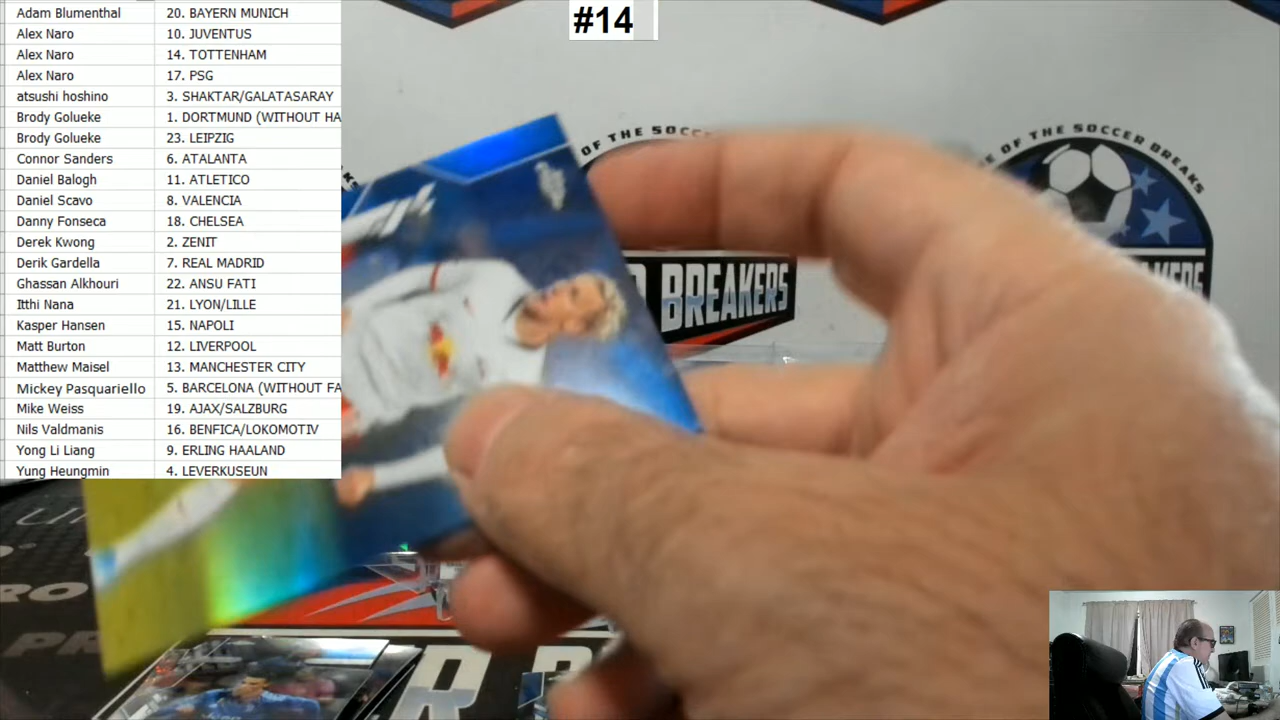 #14
Adam Blumenthal 20. BAYERN MUNICH
Alex Naro 10. JUVENTUS
Alex Naro 14. TOTTENHAM
Alex Naro 17. PSG
atsushi hoshino 3. SHAKTAR/GALATASARAY
Brody Golueke 1. DORTMUND (WITHOUT HA
Brody Golueke 23. LEIPZIG
Connor Sanders 6. ATALANTA
Daniel Balogh 11. ATLETICO
Daniel Scavo 8. VALENCIA
Danny Fonseca 18. CHELSEA
Derek Kwong 2. ZENIT
Derik Gardella 7. REAL MADRID
Ghassan Alkhouri 22. ANSU FATI
Itthi Nana 21. LYON/LILLE
Kasper Hansen 15. NAPOLI
Matt Burton 12. LIVERPOOL
Matthew Maisel 13. MANCHESTER CITY
Mickey Pasquariello 5. BARCELONA (WITHOUT FA
Mike Weiss 19. AJAX/SALZBURG
Nils Valdmanis 16. BENFICA/LOKOMOTIV
Yong Li Liang 9. ERLING HAALAND
Yung Heungmin 4. LEVERKUSEUN
OF THE SOCCER
OF THE SOCCER BREAKS
BREAKERS